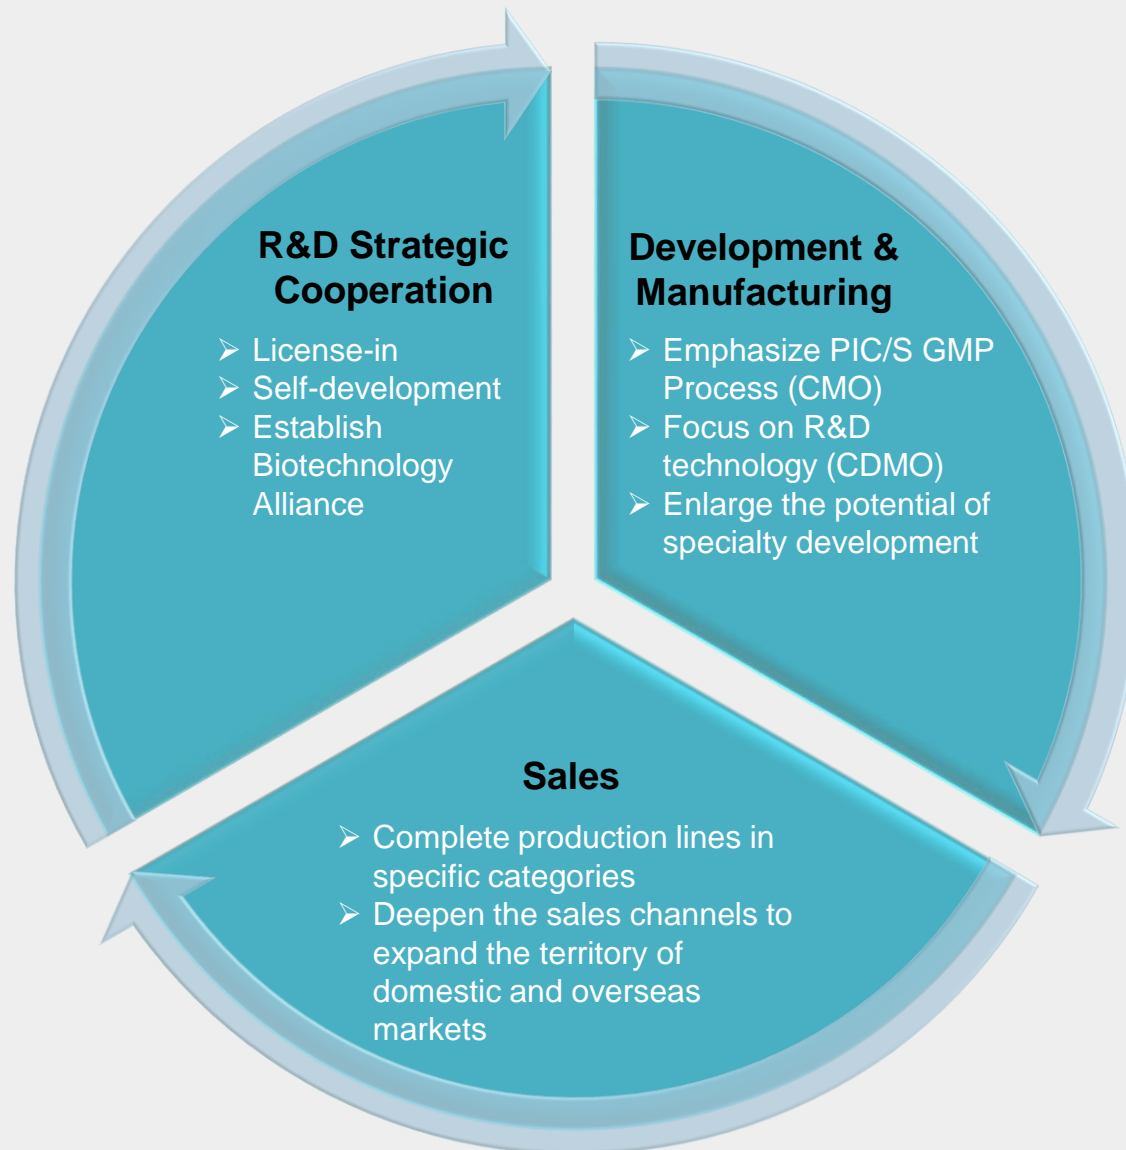 R&D Strategic
Cooperation
➢ License-in
➢ Self-development
➢ Establish
Biotechnology
Alliance
Development &
Manufacturing
➢ Emphasize PIC/S GMP
Process (CMO)
➢ Focus on R&D
technology (CDMO)
➢ Enlarge the potential of
specialty development
Sales
➢ Complete production lines in
specific categories
➢ Deepen the sales channels to
expand the territory of
domestic and overseas
markets